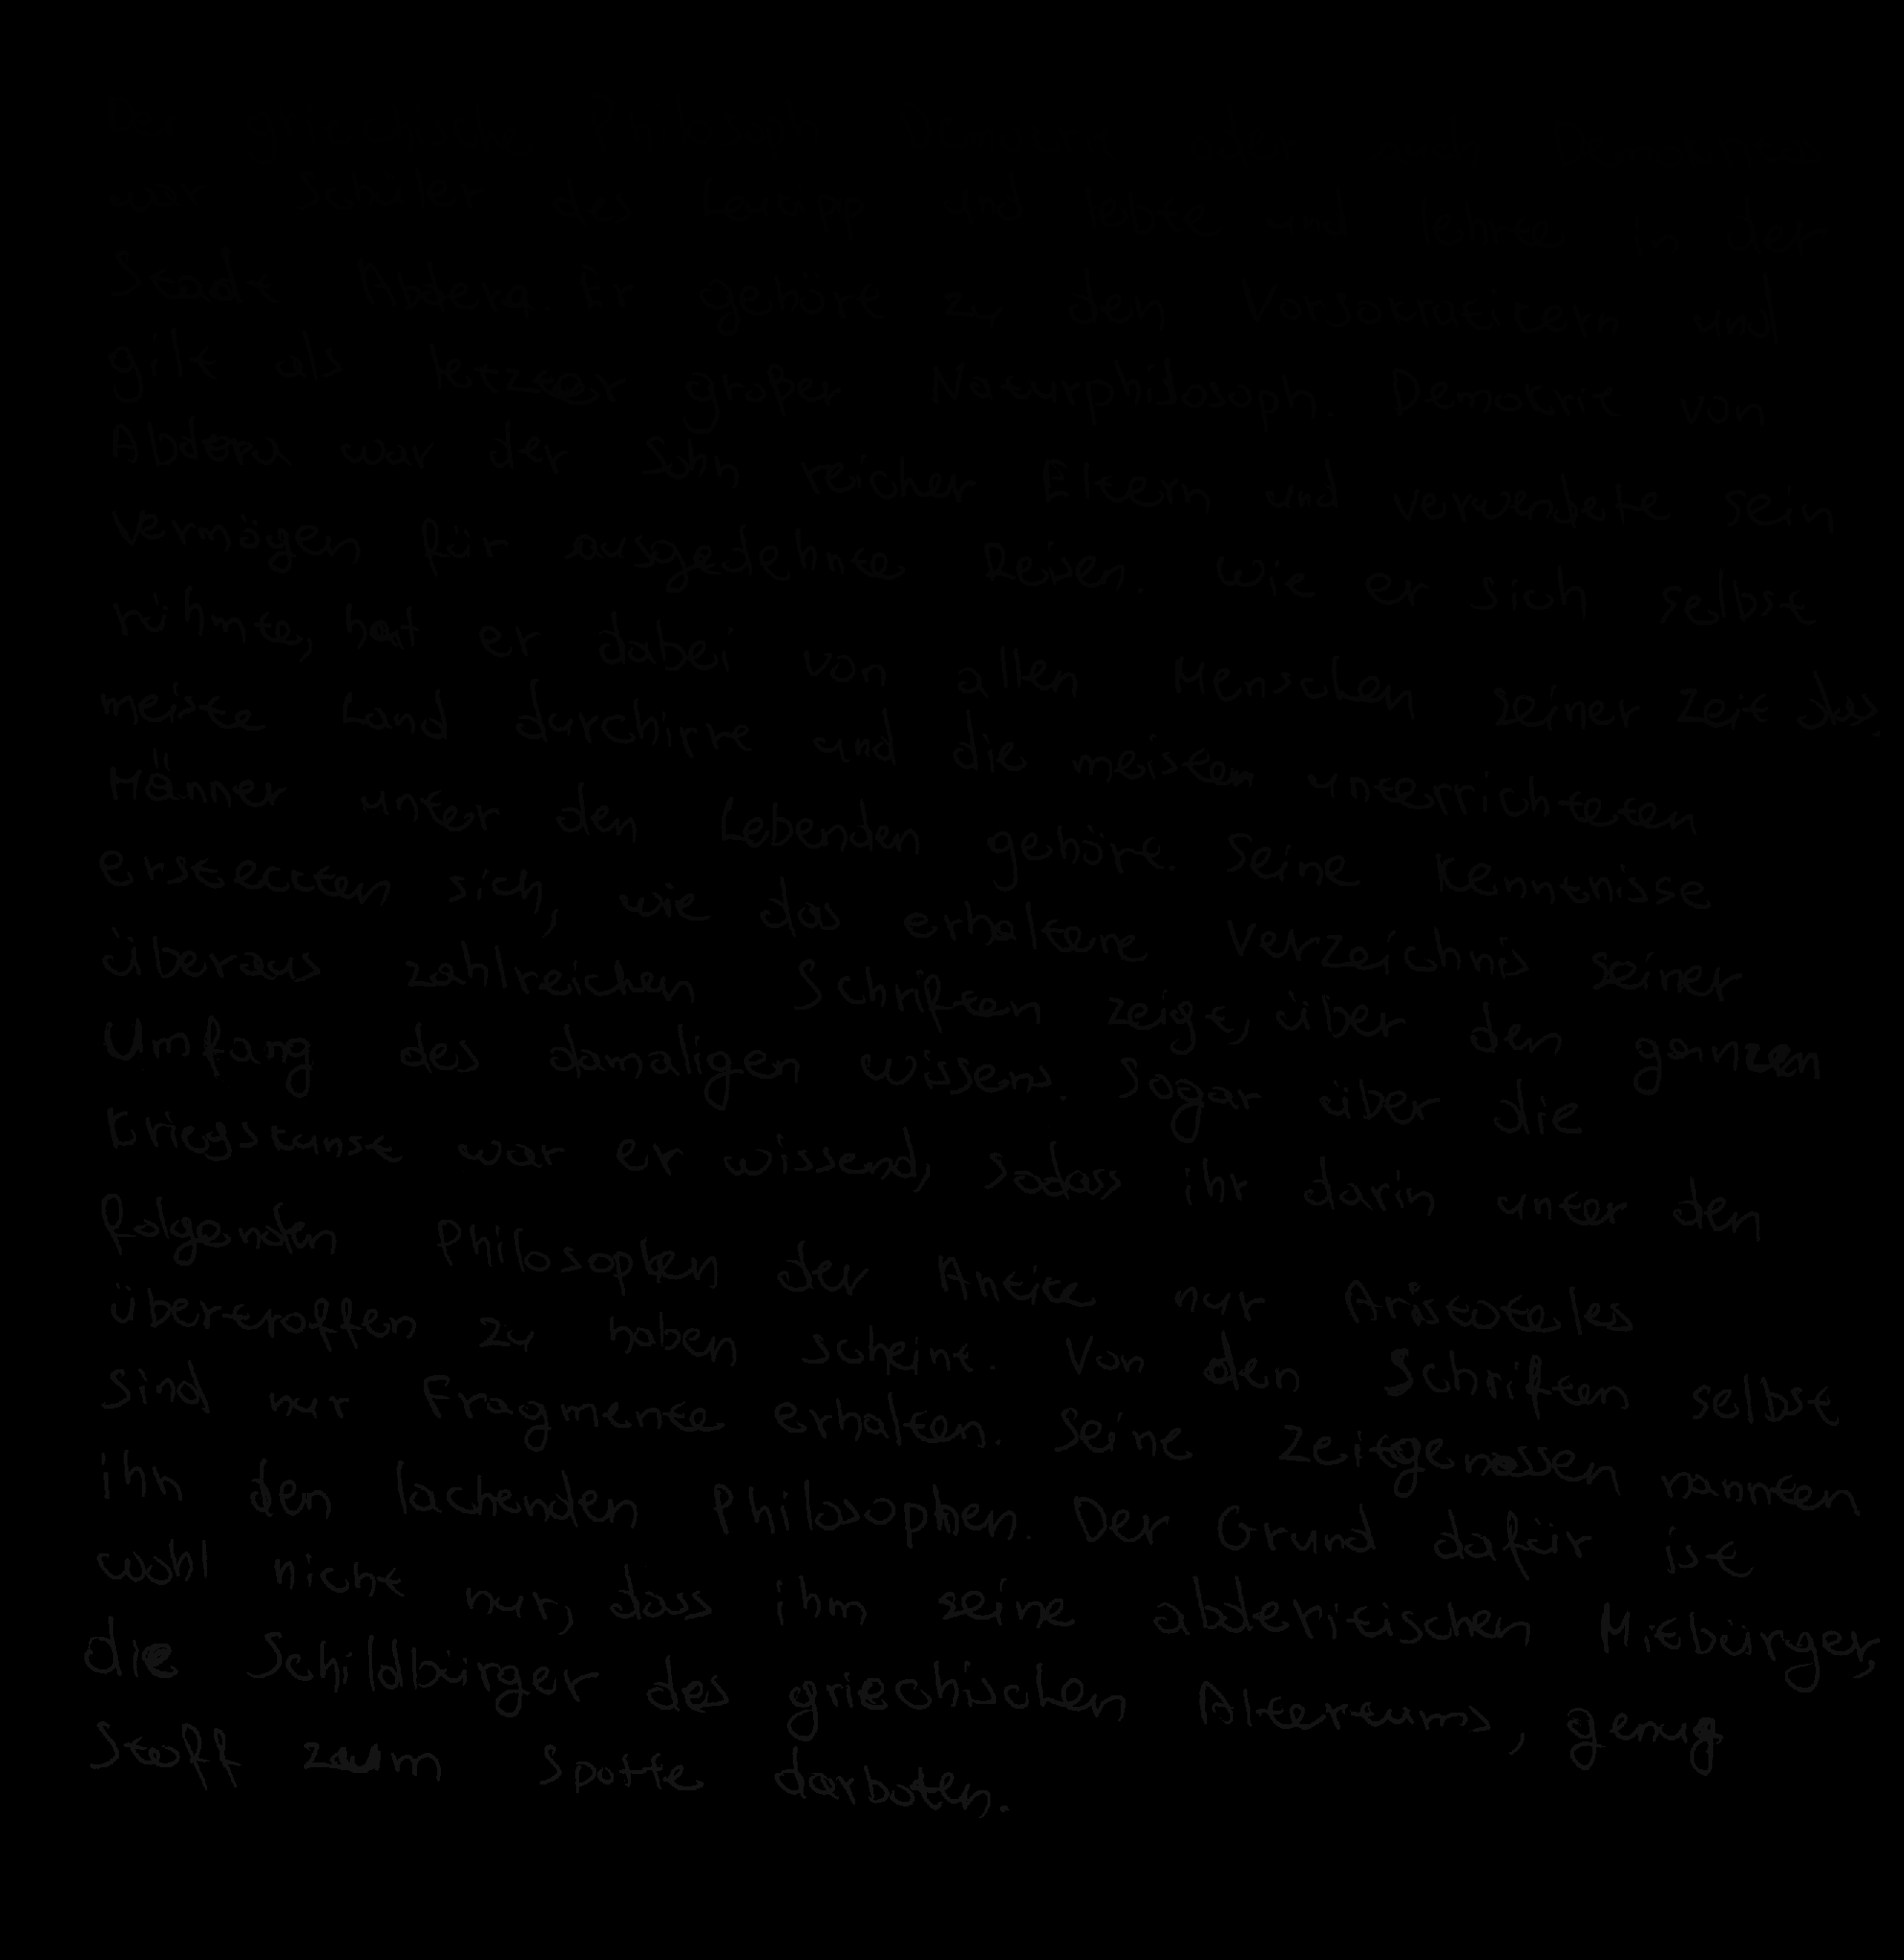 war Schüler des Leukipp und lebte und lehrte in der
Stadt Abdera. Er gehört zu den Vorsokratikern und
gilt als letzter großer Naturphilosoph. Demokrit von
Abdera war der Sohn reicher Eltern und verwendete sein
Vermögen für ausgedehnte Reisen. Wie er sich selbst
rühmte, hat er dabei von allen Menschen seiner Zeit das
meiste Land durchirrt und die meisten unterrichteten
Männer unter den Lebenden gehört. Seine Kenntnisse
ersteckten sich, wie das erhaltene Verzeichnis seiner
überaus zahlreichen Schriften zeigt, über den ganzen
Umfang des damaligen Wissens. Sogar über die
Kriegskunst war er wissend, sodass ihr darin unter den
folgenden Philosophen der Antike nur Aristoteles
übertroffen zu haben scheint. Von den Schriften selbst
sind nur Fragmente erhalten. Seine Zeitgenossen nannten
ihn den lachenden Philosophen. Der Grund dafür ist
wohl nicht nur, dass ihm seine abderitischen Mitbürger,
die Schildbürger des griechischen Altertums, genug
Stoff zum Spotte darboten.